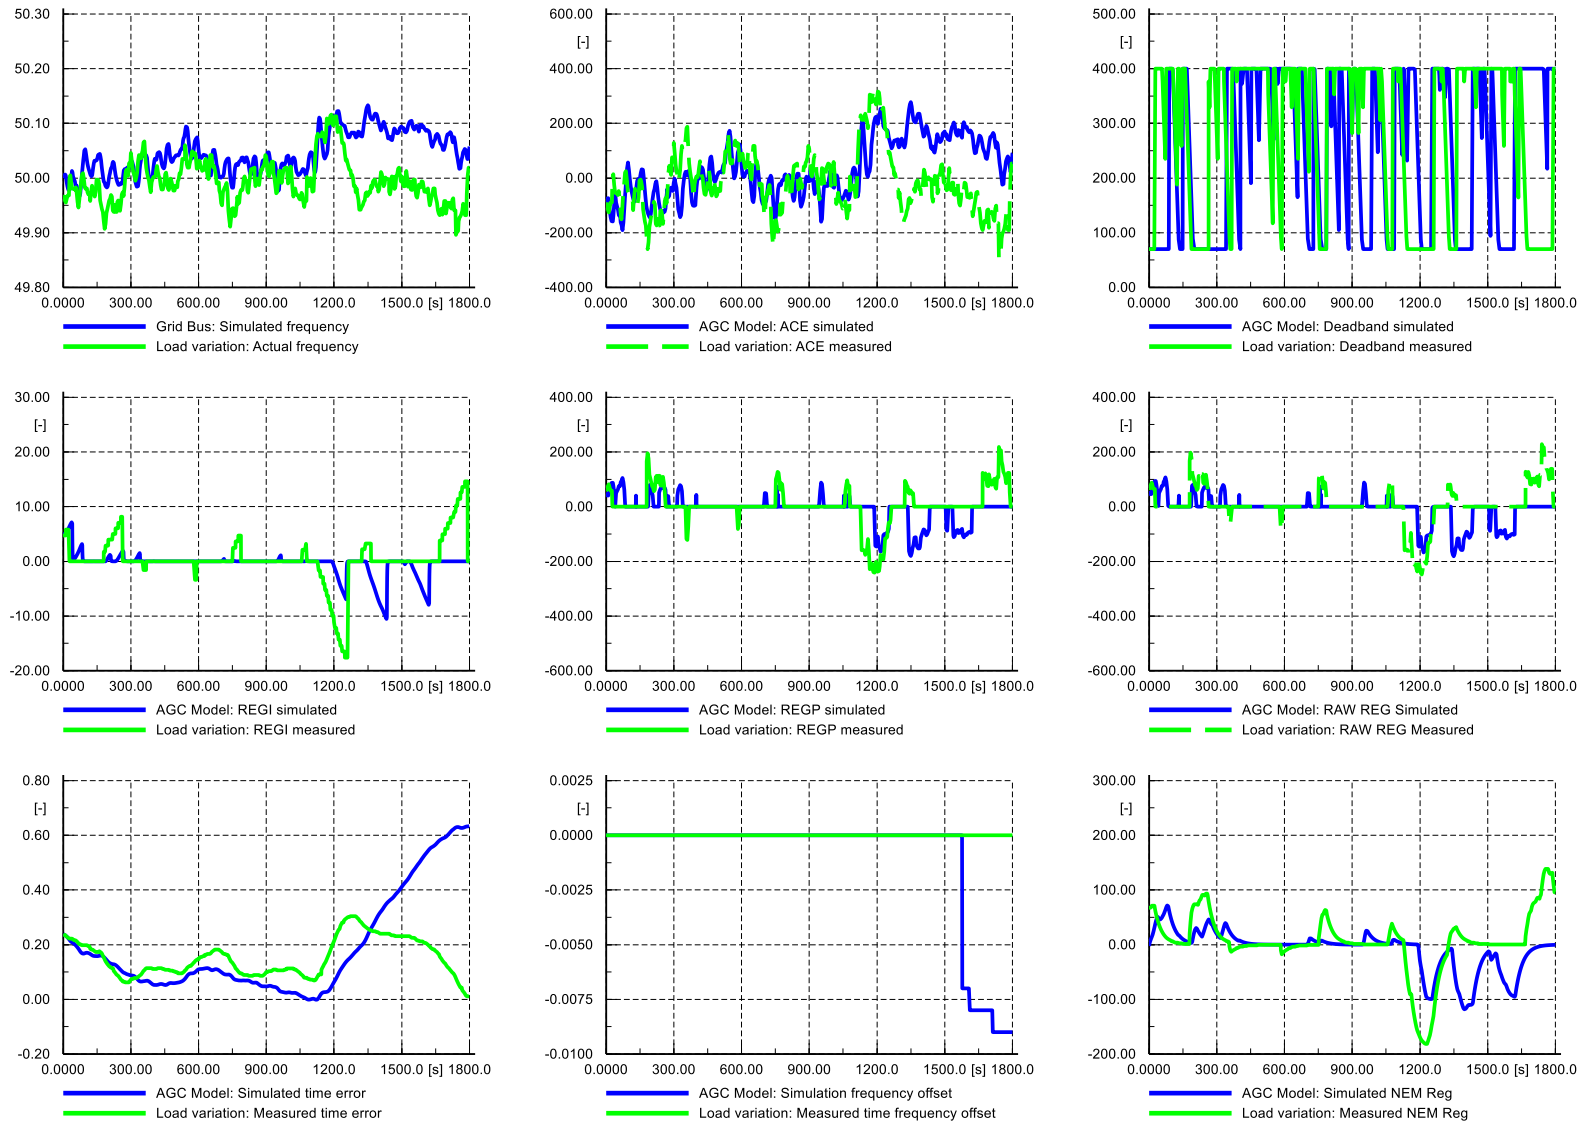 50.30
50.20
50.10
50.00
49.90
49.80
0.0000 300.00 600.00 900.00 1200.0 1500.0 [s] 1800.0
Grid Bus: Simulated frequency
Load variation: Actual frequency
600.00
[-]
400.00
200.00
0.00
-200.00
-400.00
0.0000 300.00 600.00 900.00 1200.0 1500.0 [s] 1800.0
AGC Model: ACE simulated
Load variation: ACE measured
500.00
[-]
400.00
300.00
200.00
100.00
0.00
0.0000 300.00 600.00 900.00 1200.0 1500.0 [s] 1800.0
AGC Model: Deadband simulated
Load variation: Deadband measured
30.00
[-]
20.00
10.00
0.00
-10.00
-20.00
0.0000 300.00 600.00 900.00 1200.0 1500.0 [s] 1800.0
AGC Model: REGI simulated
Load variation: REGI measured
400.00
[-]
200.00
0.00
-200.00
-400.00
-600.00
0.0000 300.00 600.00 900.00 1200.0 1500.0 [s] 1800.0
AGC Model: REGP simulated
Load variation: REGP measured
400.00
[-]
200.00
0.00
-200.00
-400.00
-600.00
0.0000 300.00 600.00 900.00 1200.0 1500.0 [s] 1800.0
AGC Model: RAW REG Simulated
Load variation: RAW REG Measured
0.80
[-]
0.60
0.40
0.20
0.00
-0.20
0.0000 300.00 600.00 900.00 1200.0 1500.0 [s] 1800.0
AGC Model: Simulated time error
Load variation: Measured time error
0.0025
[-]
0.0000
-0.0025
-0.0050
-0.0075
-0.0100
0.0000 300.00 600.00 900.00 1200.0 1500.0 [s] 1800.0
AGC Model: Simulation frequency offset
Load variation: Measured time frequency offset
300.00
[-]
200.00
100.00
0.00
-100.00
-200.00
0.0000 300.00 600.00 900.00 1200.0 1500.0 [s] 1800.0
AGC Model: Simulated NEM Reg
Load variation: Measured NEM Reg